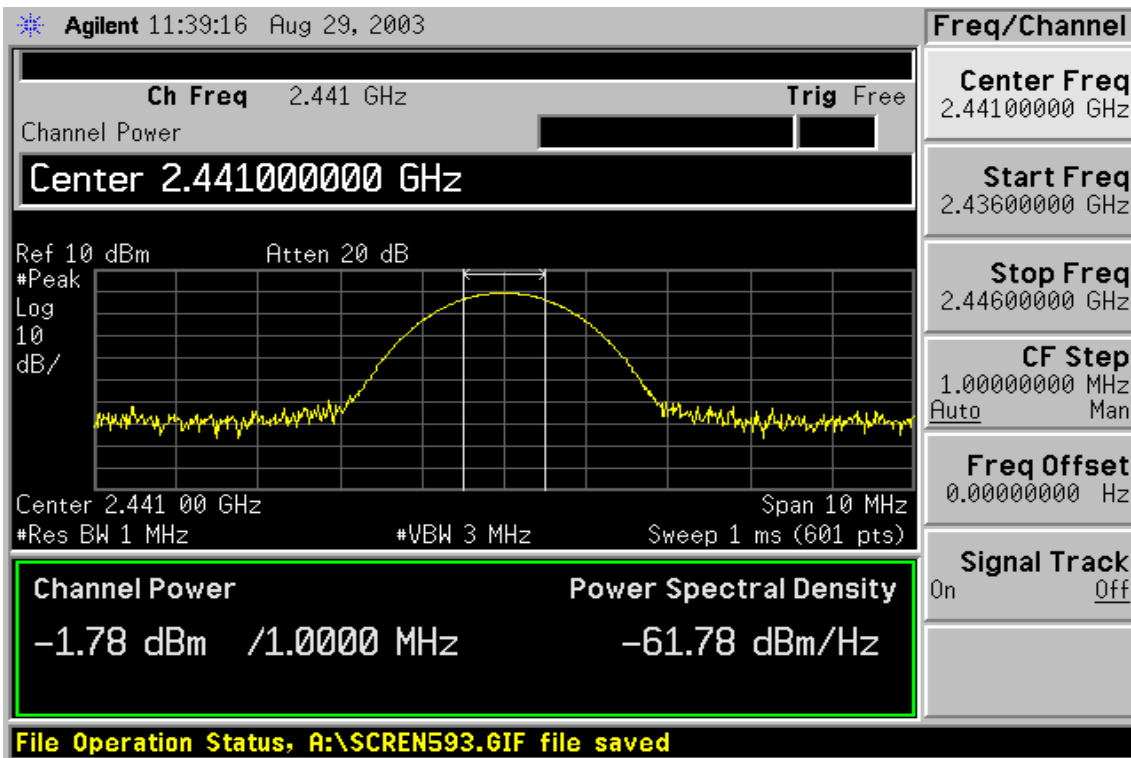 Agilent 11:39:16 Aug 29, 2003
Freq/Channel
Ch Freq 2.441 GHz Trig Free
Channel Power
Center 2.441000000 GHz
Ref 10 dBm Atten 20 dB
#Peak
Log
10
dB/
Center 2.441 00 GHz Span 10 MHz
#Res BW 1 MHz #VBW 3 MHz Sweep 1 ms (601 pts)
Channel Power Power Spectral Density
-1.78 dBm /1.0000 MHz -61.78 dBm/Hz
File Operation Status, A:\SCREN593.GIF file saved
Center Freq
2.44100000 GHz
Start Freq
2.43600000 GHz
Stop Freq
2.44600000 GHz
CF Step
1.00000000 MHz
Auto Man
Freq Offset
0.00000000 Hz
Signal Track
On Off